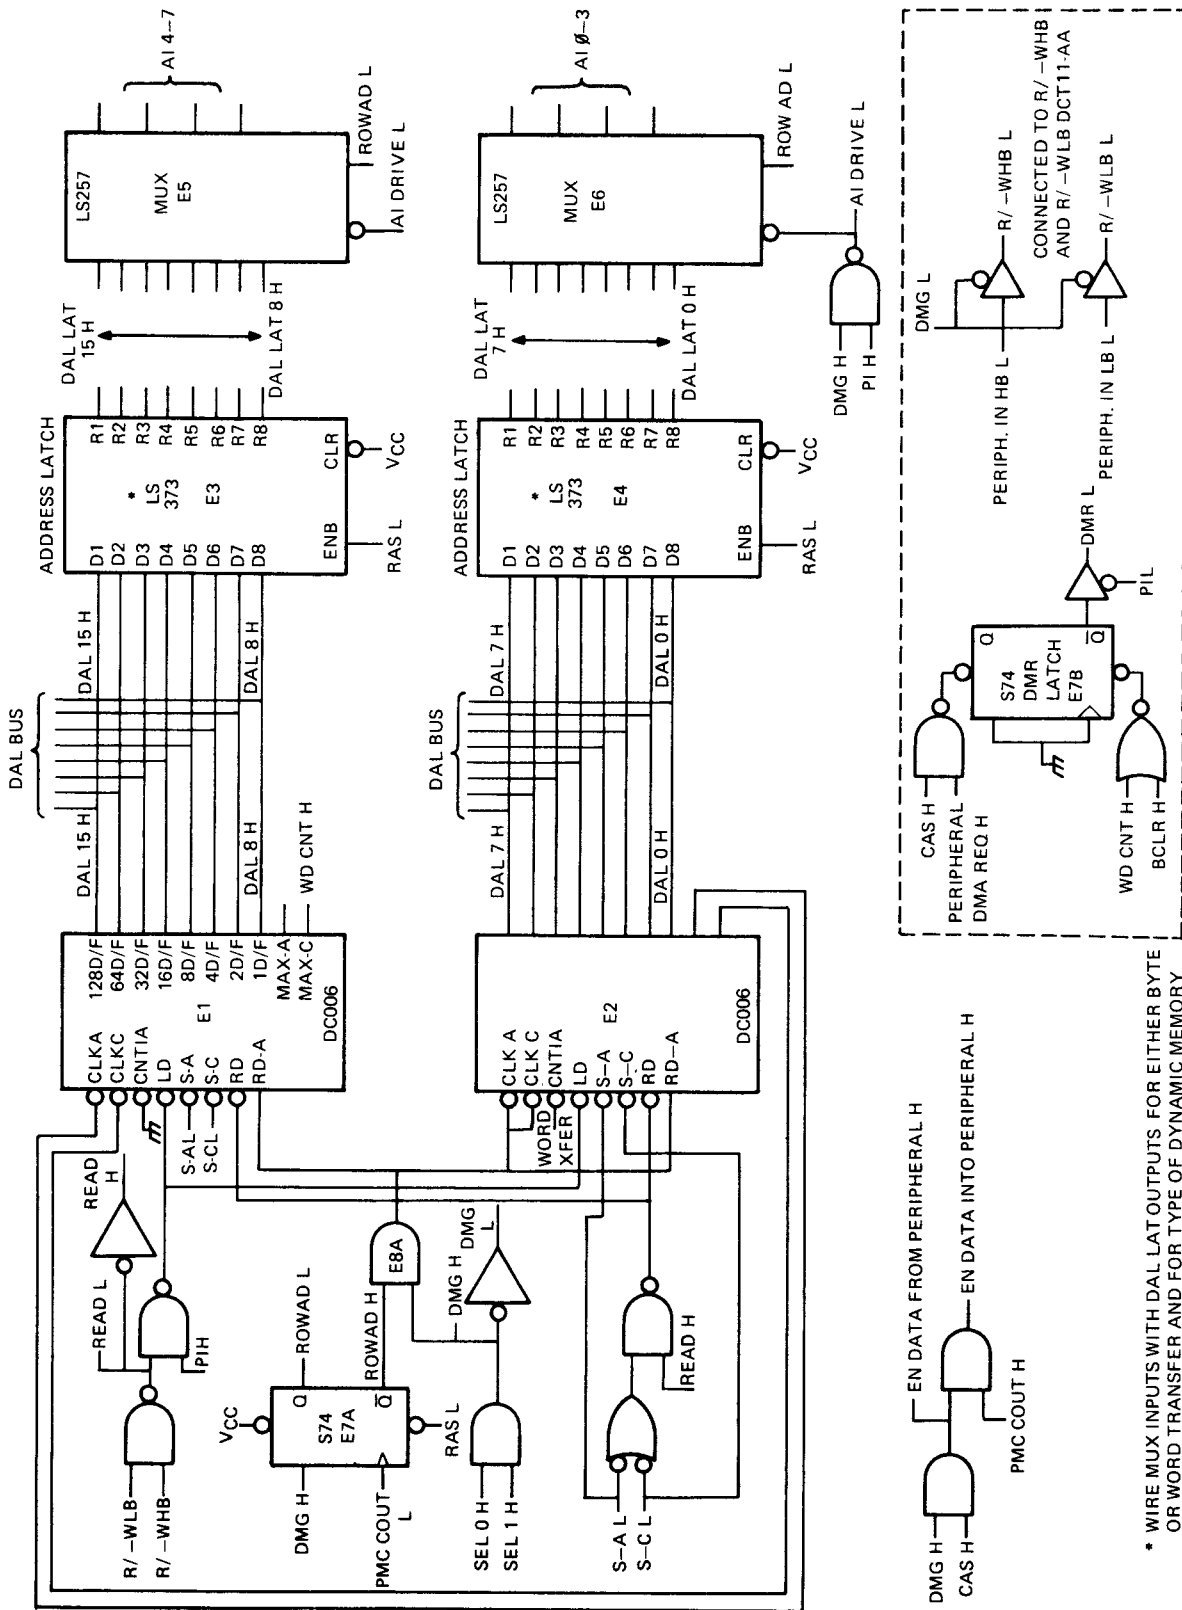 AI 4–7
LS257
MUX
E5
ROWAD L
AI DRIVE L
DAL LAT
15 H
DAL LAT 8 H
ADDRESS LATCH
R1
R2
R3
R4
R5
R6
R7
R8
*
LS
373
E3
CLR
VCC
D1
D2
D3
D4
D5
D6
D7
D8
ENB
RAS L
DAL BUS
DAL 15 H
DAL 8 H
DAL 15 H
DAL 8 H
WD CNT H
128D/F
64D/F
32D/F
16D/F
8D/F
4D/F
2D/F
1D/F
MAX-A
MAX-C
E1
DC006
CLKA
CLKC
CNTIA
LD
S-A
S-C
RD
RD-A
S-AL
S-CL
READ
H
READ L
PIH
R/ –WLB
R/ –WHB
AI Ø–3
LS257
MUX
E6
ROW AD L
AI DRIVE L
DMG H
PI H
DAL LAT
7 H
DAL LAT 0 H
ADDRESS LATCH
R1
R2
R3
R4
R5
R6
R7
R8
*
LS
373
E4
CLR
VCC
D1
D2
D3
D4
D5
D6
D7
D8
ENB
RAS L
DAL BUS
DAL 7 H
DAL 0 H
DAL 7 H
DAL 0 H
E2
DC006
CLK A
CLK C
CNTIA
LD
S–A
S–C
RD
RD–A
WORD
XFER
E8A
DMG
L
DMG H
ROWAD L
ROWAD H
VCC
Q
Q
S74
E7A
RAS L
DMG H
PMC COUT
L
SEL 0 H
SEL 1 H
READ H
S–A L
S–C L
DMG L
R/ –WHB L
CONNECTED TO R/ –WHB
AND R/ –WLB DCT11-AA
R/ –WLB L
PERIPH. IN HB L
PERIPH. IN LB L
DMR L
PIL
Q
Q
S74
DMR
LATCH
E7B
CAS H
PERIPHERAL
DMA REQ H
WD CNT H
BCLR H
EN DATA FROM PERIPHERAL H
EN DATA INTO PERIPHERAL H
DMG H
CAS H
PMC COUT H
* WIRE MUX INPUTS WITH DAL LAT OUTPUTS FOR EITHER BYTE
OR WORD TRANSFER AND FOR TYPE OF DYNAMIC MEMORY